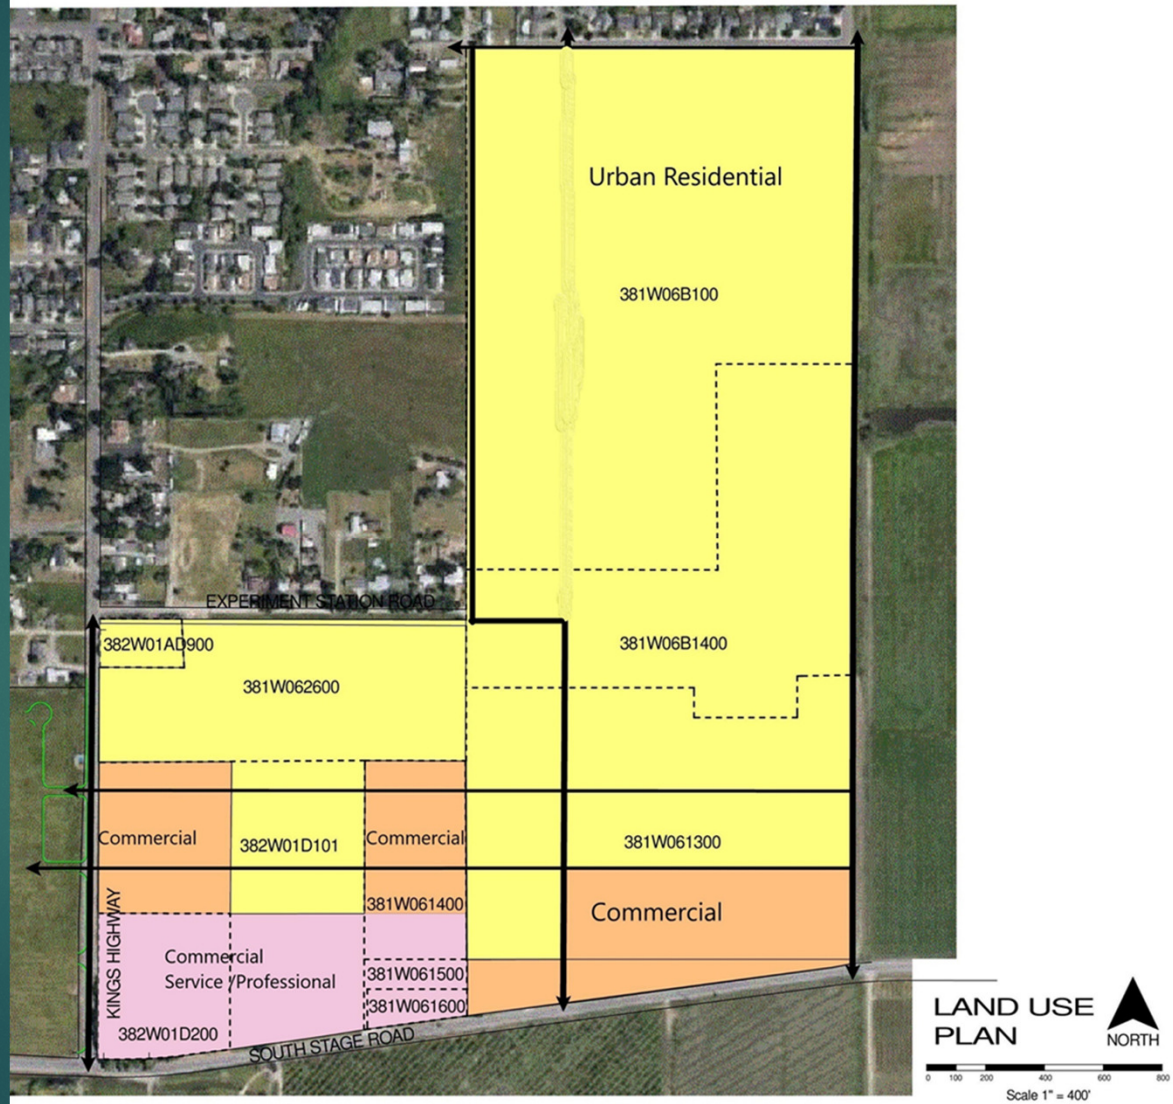 Urban Residential
381W06B100
EXPERIMENT STATION ROAD
382W01AD900
381W06B1400
381W062600
Commercial
382W01D101
Commercial
381W061300
KINGS HIGHWAY
381W061400
Commercial
Commercial
Service /Professional
381W061500
381W061600
382W01D200
SOUTH STAGE ROAD
LAND USE
PLAN
NORTH
0 100 200 400 600 800
Scale 1" = 400'